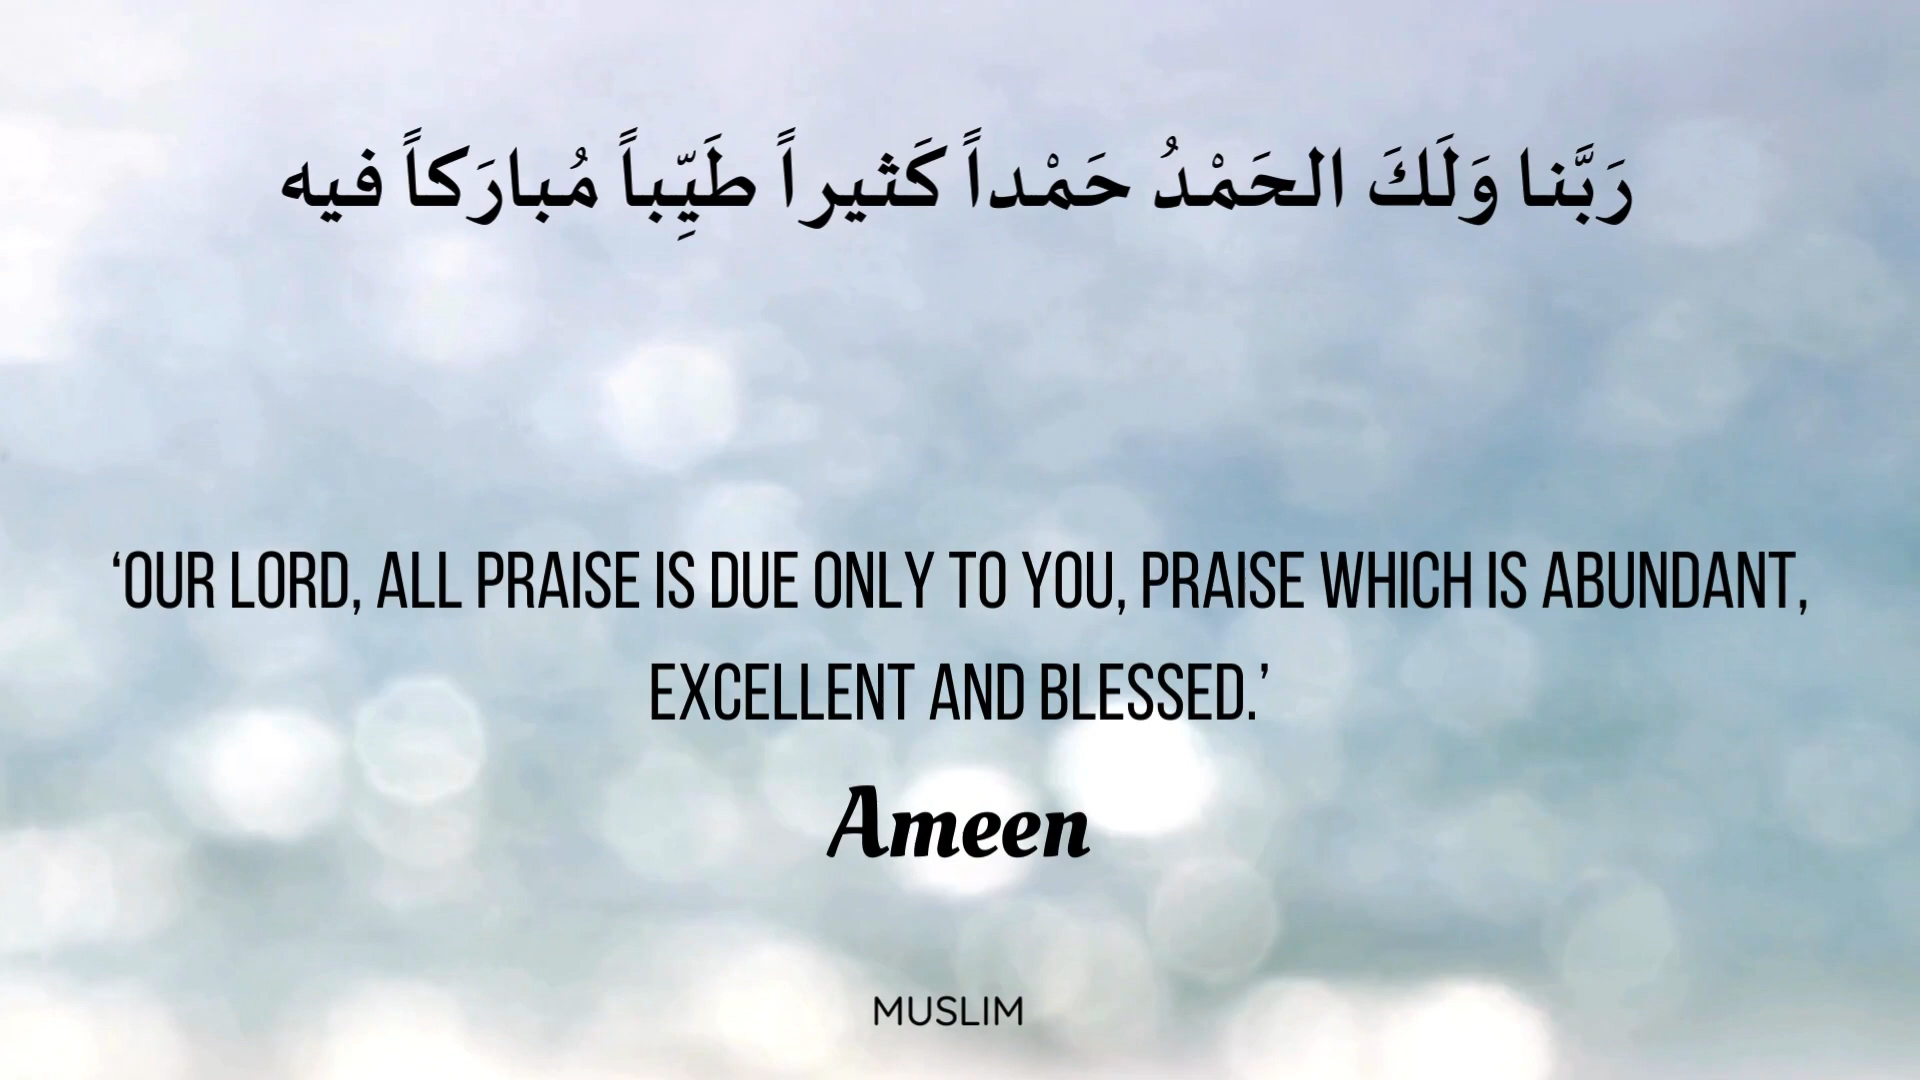 رَبَّنا وَلَكَ الحَمْدُ حَمْداً كَثيراً طَيِّباً مُبارَكاً فيه
‘OUR LORD, ALL PRAISE IS DUE ONLY TO YOU, PRAISE WHICH IS ABUNDANT,
EXCELLENT AND BLESSED.’
Ameen
MUSLIM